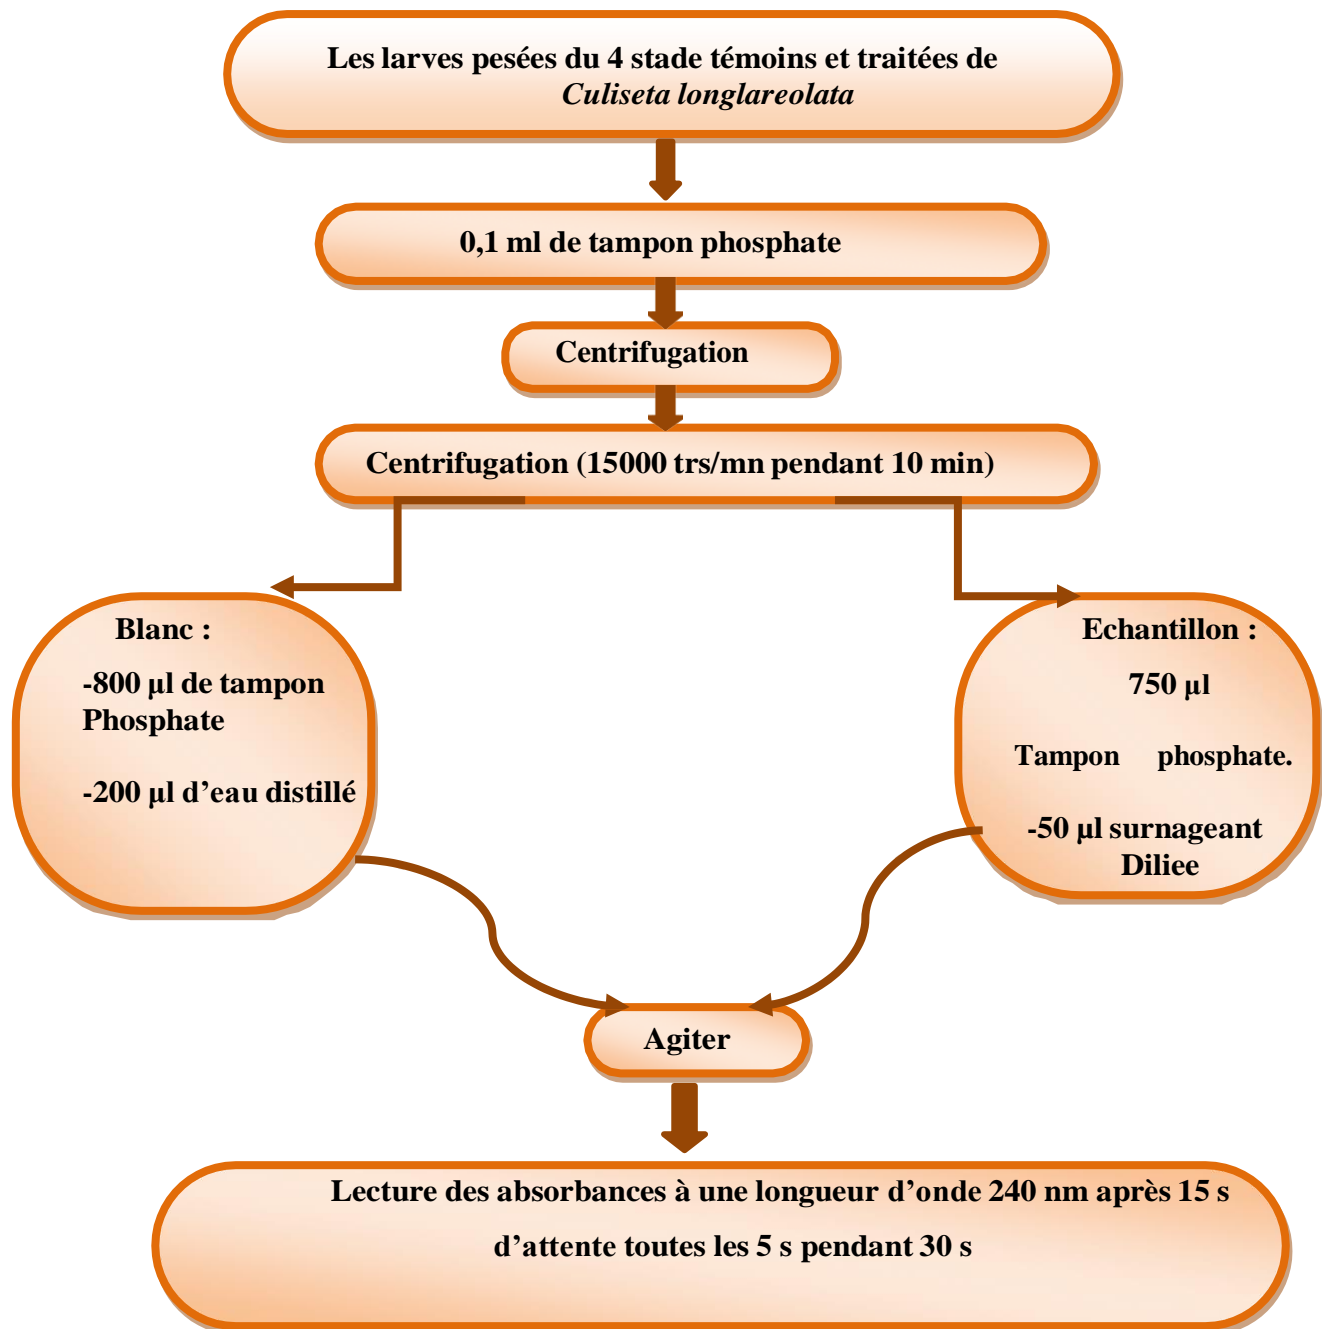 Les larves pesées du 4 stade témoins et traitées de
Culiseta longlareolata
0,1 ml de tampon phosphate
Centrifugation
Centrifugation (15000 trs/mn pendant 10 min)
Blanc :
-800 µl de tampon
Phosphate
-200 µl d’eau distillé
Echantillon :
750 µl
Tampon phosphate.
-50 µl surnageant
Diliee
Agiter
Lecture des absorbances à une longueur d’onde 240 nm après 15 s
d’attente toutes les 5 s pendant 30 s